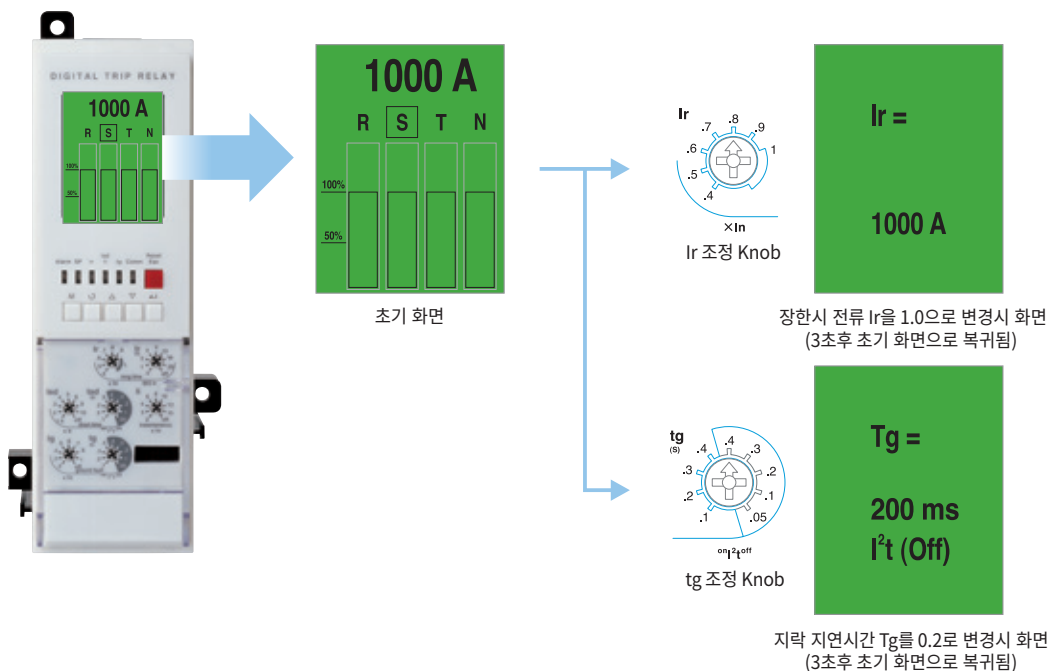 DIGITAL TRIP RELAY
1000 A
R S T N
100%
50%
1000 A
R S T N
100%
50%
초기 화면
Ir
.4 .5 .6 .7 .8 .9 1
×In
Ir 조정 Knob
Ir =
1000 A
장한시 전류 Ir을 1.0으로 변경시 화면
(3초후 초기 화면으로 복귀됨)
tg
(S)
.1 .2 .3 .4 .4 .3 .2 .1 .05
on I²t off
tg 조정 Knob
Tg =
200 ms
I²t (Off)
지락 지연시간 Tg를 0.2로 변경시 화면
(3초후 초기 화면으로 복귀됨)